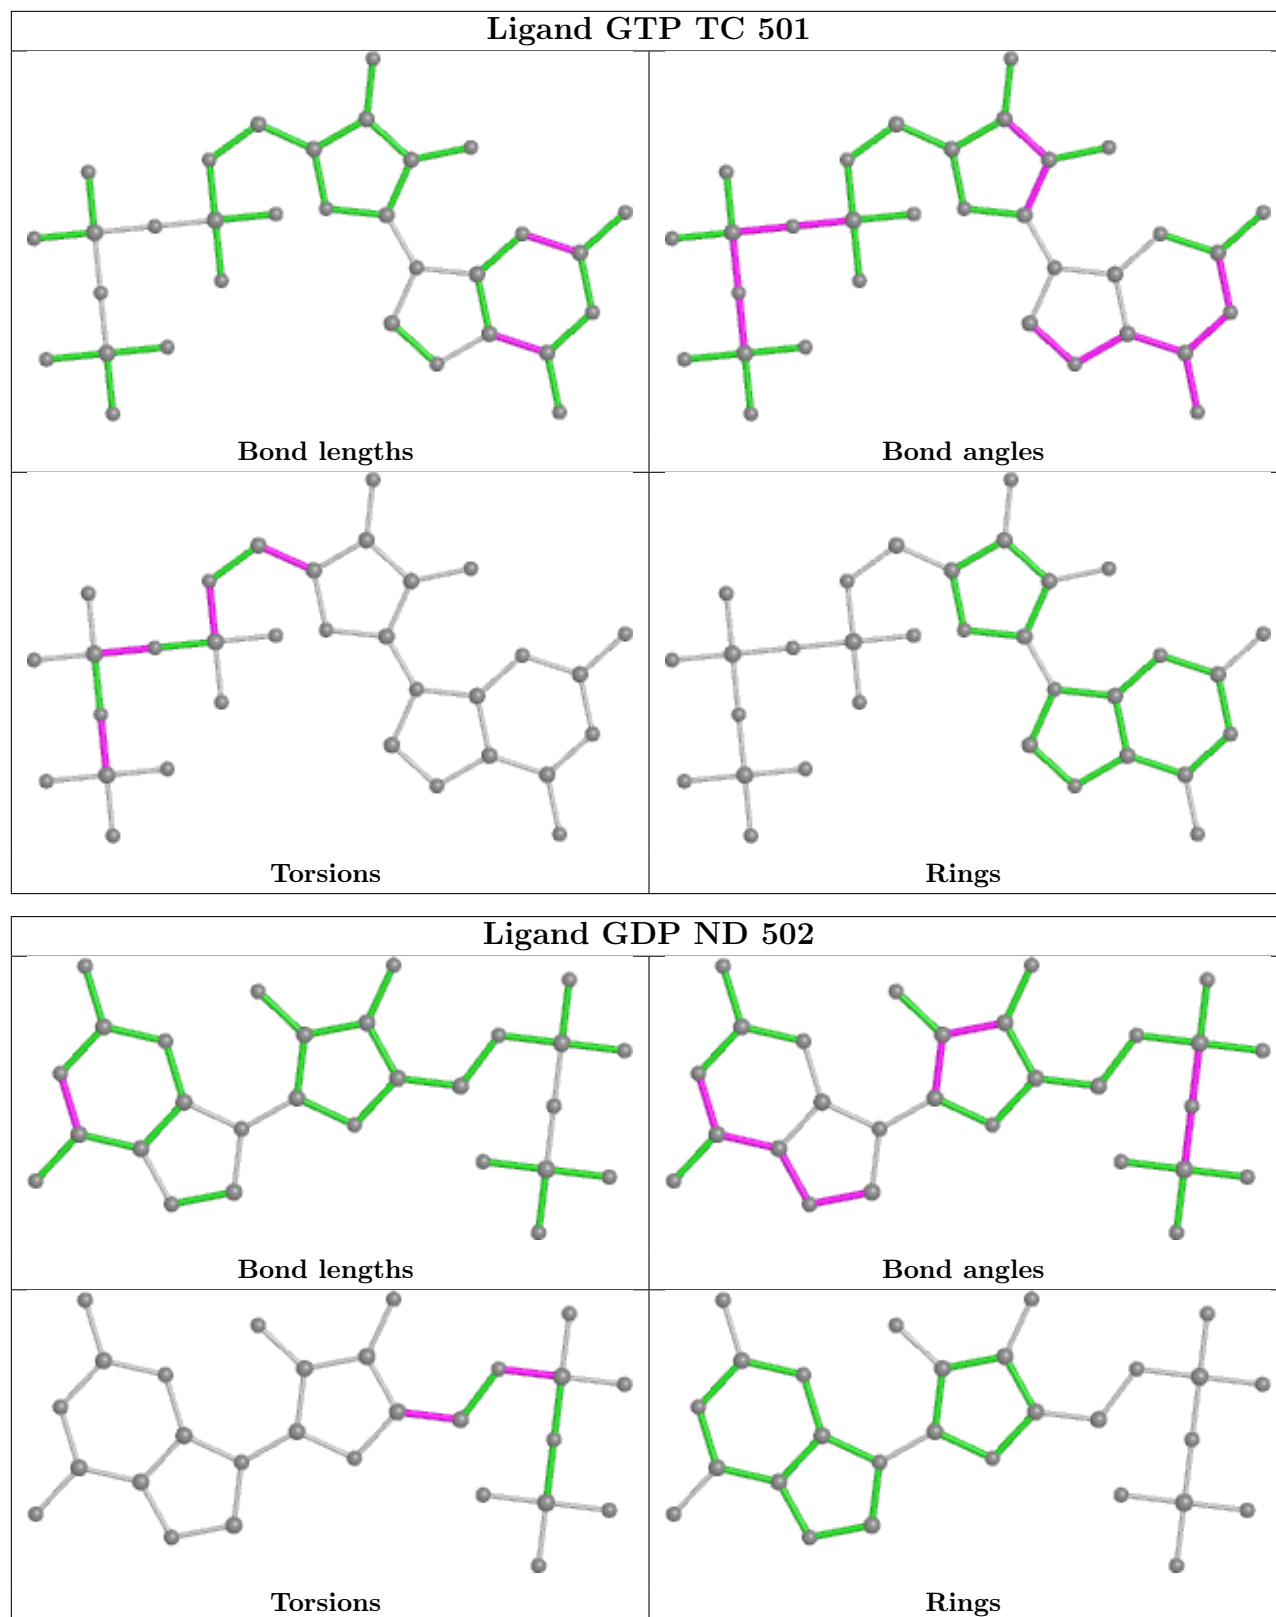 Ligand GTP TC 501
Bond lengths
Bond angles
Torsions
Rings
Ligand GDP ND 502
Bond lengths
Bond angles
Torsions
Rings